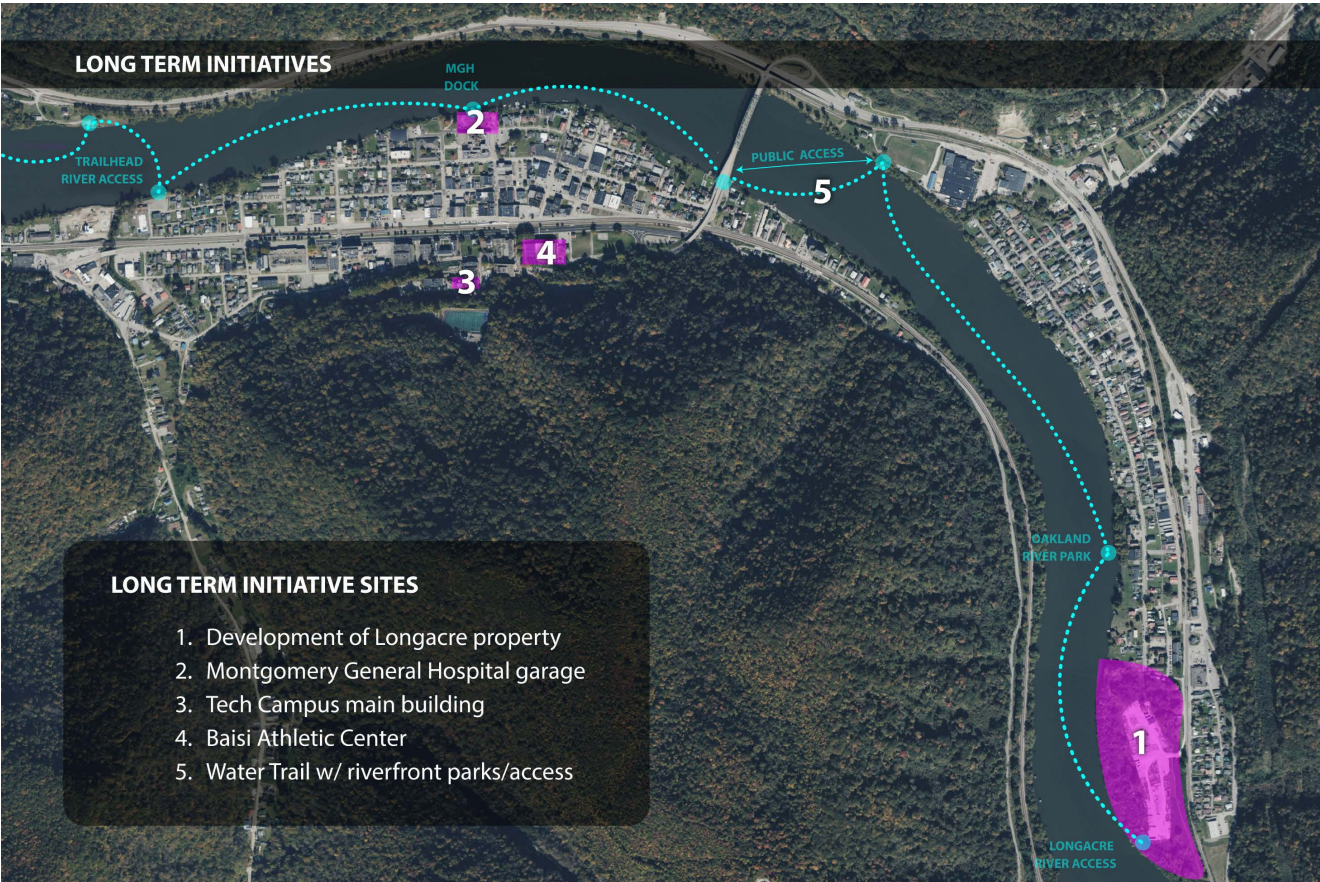 LONG TERM INITIATIVES
MGH
DOCK
TRAILHEAD
RIVER ACCESS
2
PUBLIC ACCESS
5
4
3
OAKLAND
RIVER PARK
LONG TERM INITIATIVE SITES
1. Development of Longacre property
2. Montgomery General Hospital garage
3. Tech Campus main building
4. Baisi Athletic Center
5. Water Trail w/ riverfront parks/access
1
LONGACRE
RIVER ACCESS